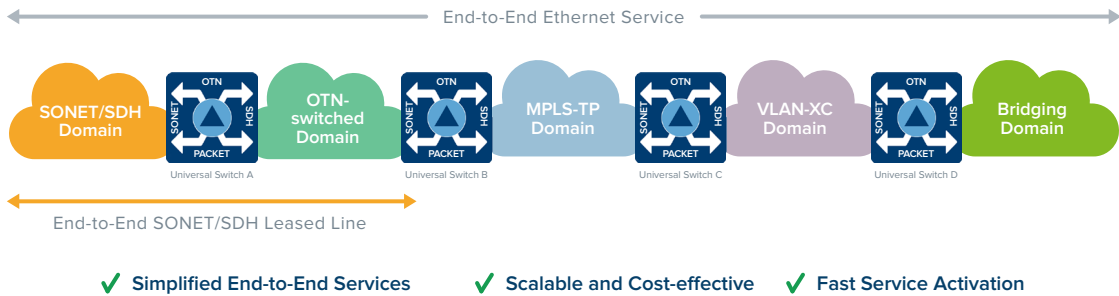 End-to-End Ethernet Service
SONET/SDH
Domain
OTN
SONET
SDH
PACKET
Universal Switch A
OTN-
switched
Domain
OTN
SONET
SDH
PACKET
Universal Switch B
MPLS-TP
Domain
OTN
SONET
SDH
PACKET
Universal Switch C
VLAN-XC
Domain
OTN
SONET
SDH
PACKET
Universal Switch D
Bridging
Domain
End-to-End SONET/SDH Leased Line
Simplified End-to-End Services
Scalable and Cost-effective
Fast Service Activation